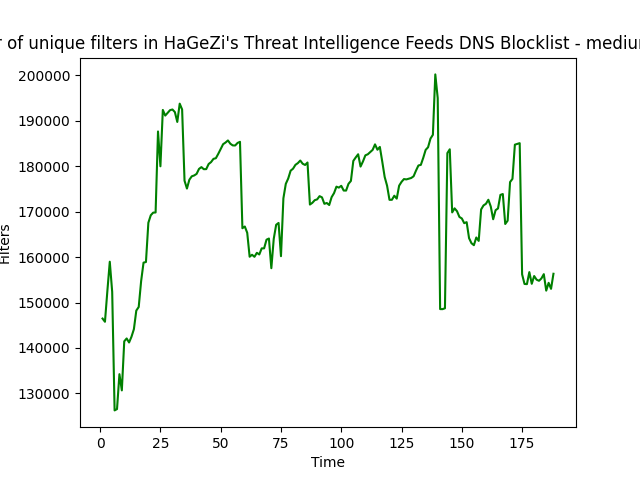 r of unique filters in HaGeZi's Threat Intelligence Feeds DNS Blocklist - mediu
200000
190000
180000
170000
160000
150000
140000
130000
Filters
0 25 50 75 100 125 150 175
Time